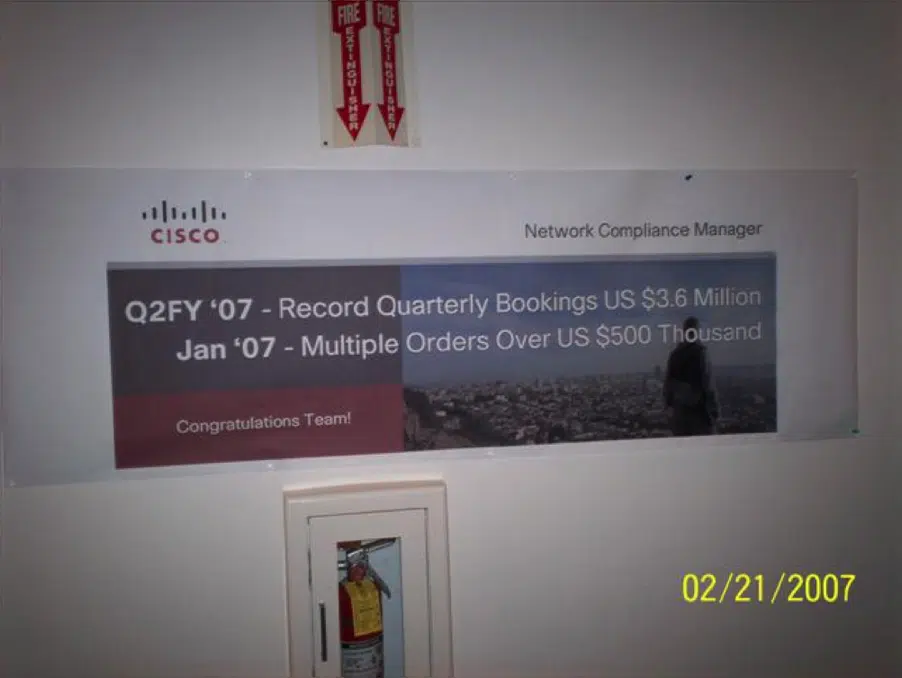 FIRE EXTINGUISHER
FIRE EXTINGUISHER
CISCO
Network Compliance Manager
Q2FY ‘07 - Record Quarterly Bookings US $3.6 Million
Jan ‘07 - Multiple Orders Over US $500 Thousand
Congratulations Team!
02/21/2007